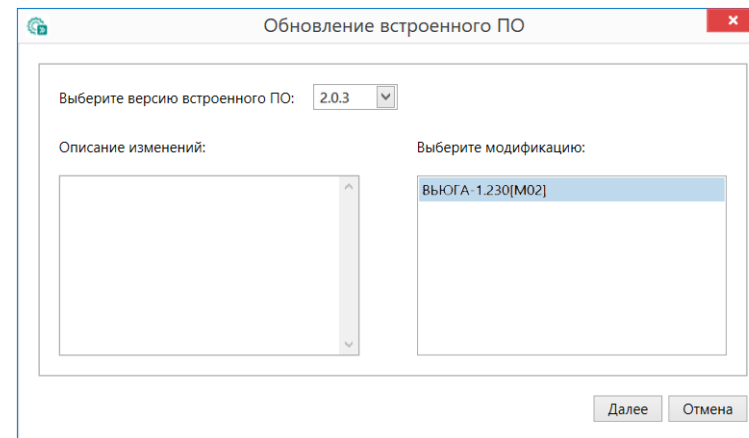 Обновление встроенного ПО
Выберите версию встроенного ПО: 2.0.3
Описание изменений:
Выберите модификацию:
ВЬЮГА-1.230[M02]
Далее Отмена